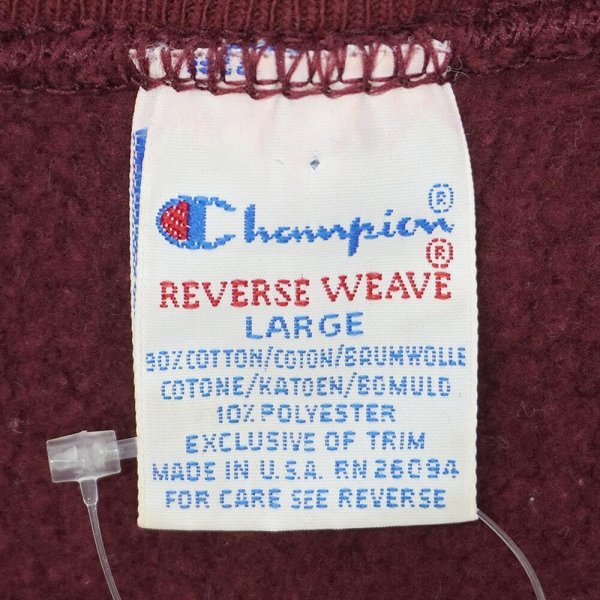 Champion®
REVERSE WEAVE®
LARGE
90% COTTON/COTON/BAUMWOLLE
COTONE/KATOEN/BOMULD
10% POLYESTER
EXCLUSIVE OF TRIM
MADE IN U.S.A. RN 26094
FOR CARE SEE REVERSE